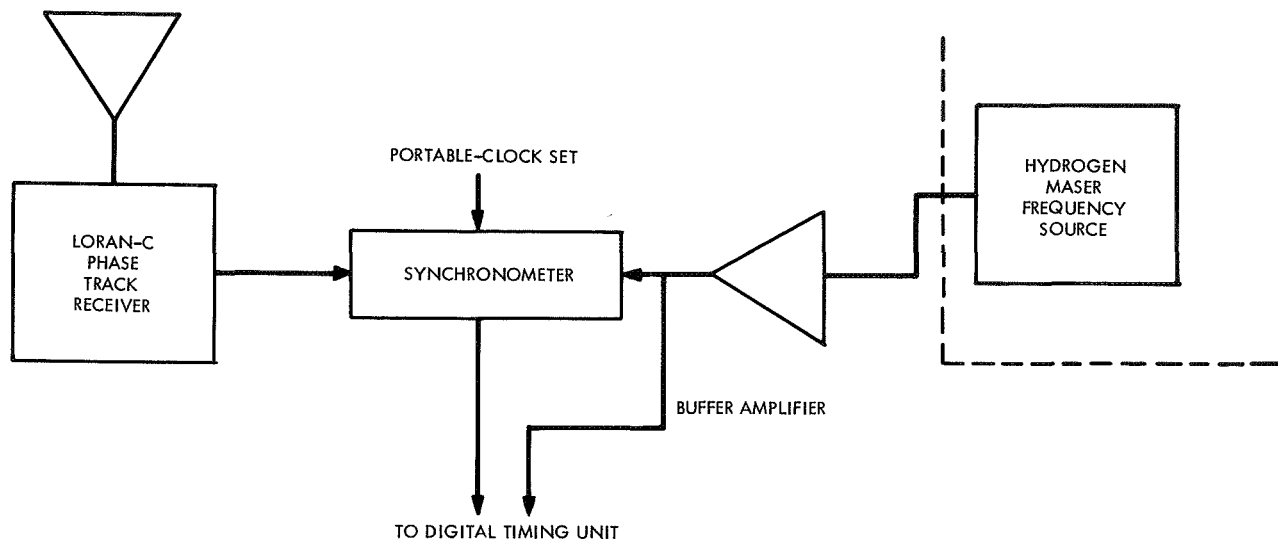 PORTABLE-CLOCK SET
LORAN-C
PHASE
TRACK
RECEIVER
SYNCHRONOMETER
HYDROGEN
MASER
FREQUENCY
SOURCE
BUFFER AMPLIFIER
TO DIGITAL TIMING UNIT